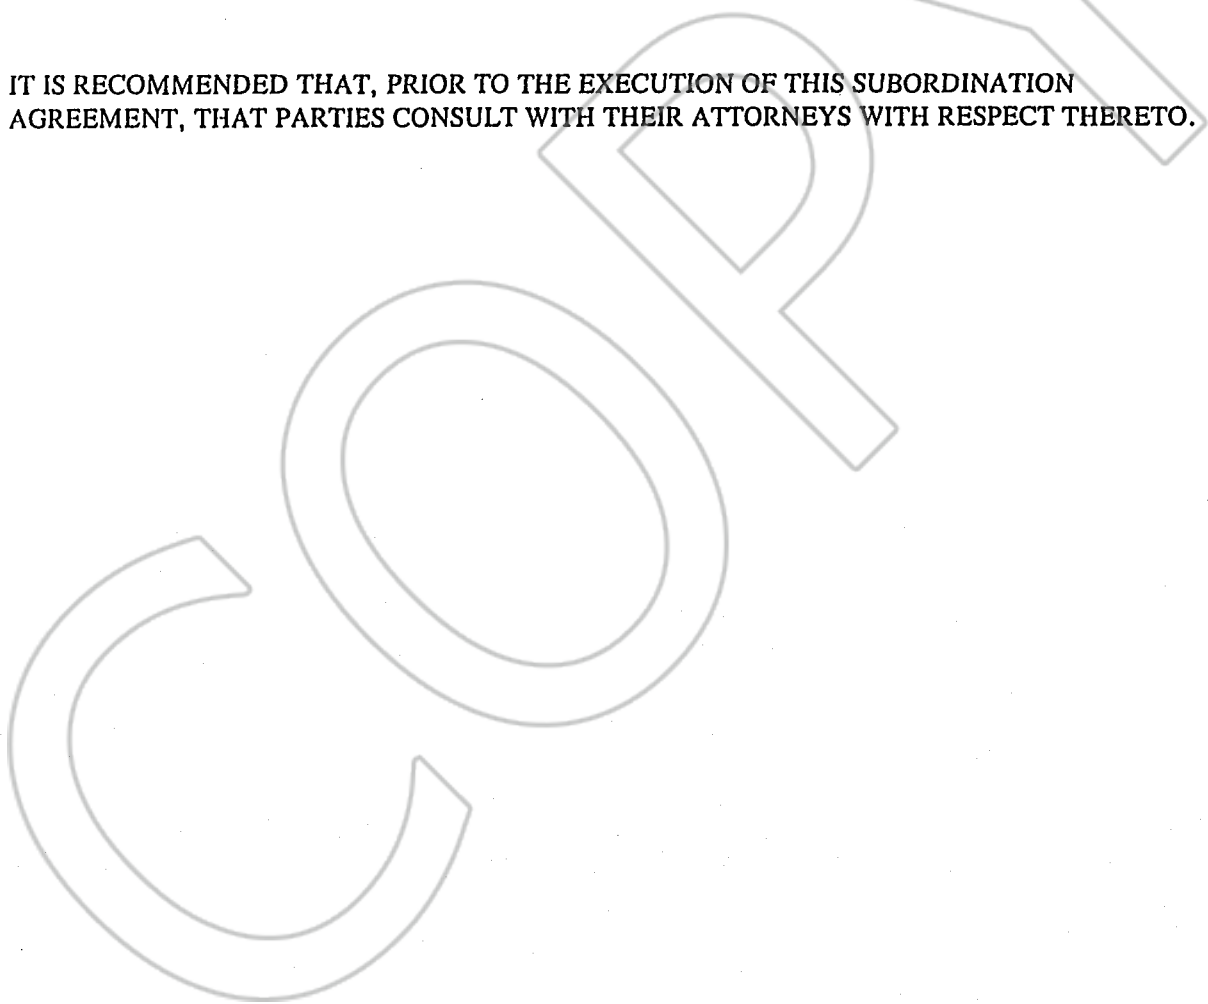 IT IS RECOMMENDED THAT, PRIOR TO THE EXECUTION OF THIS SUBORDINATION
AGREEMENT, THAT PARTIES CONSULT WITH THEIR ATTORNEYS WITH RESPECT THERETO.
COPY